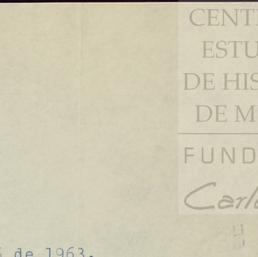 CENT
ESTU
DE HIS
DE M
FUND
Carl
de 1963.